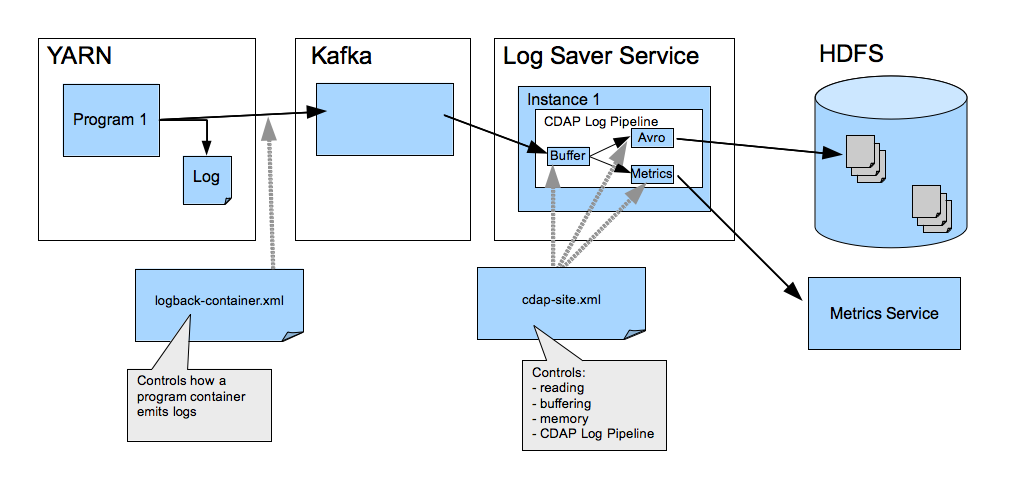 YARN
Kafka
Log Saver Service
HDFS
Program 1
Log
Instance 1
CDAP Log Pipeline
Buffer
Avro
Metrics
logback-container.xml
cdap-site.xml
Metrics Service
Controls how a
program container
emits logs
Controls:
- reading
- buffering
- memory
- CDAP Log Pipeline